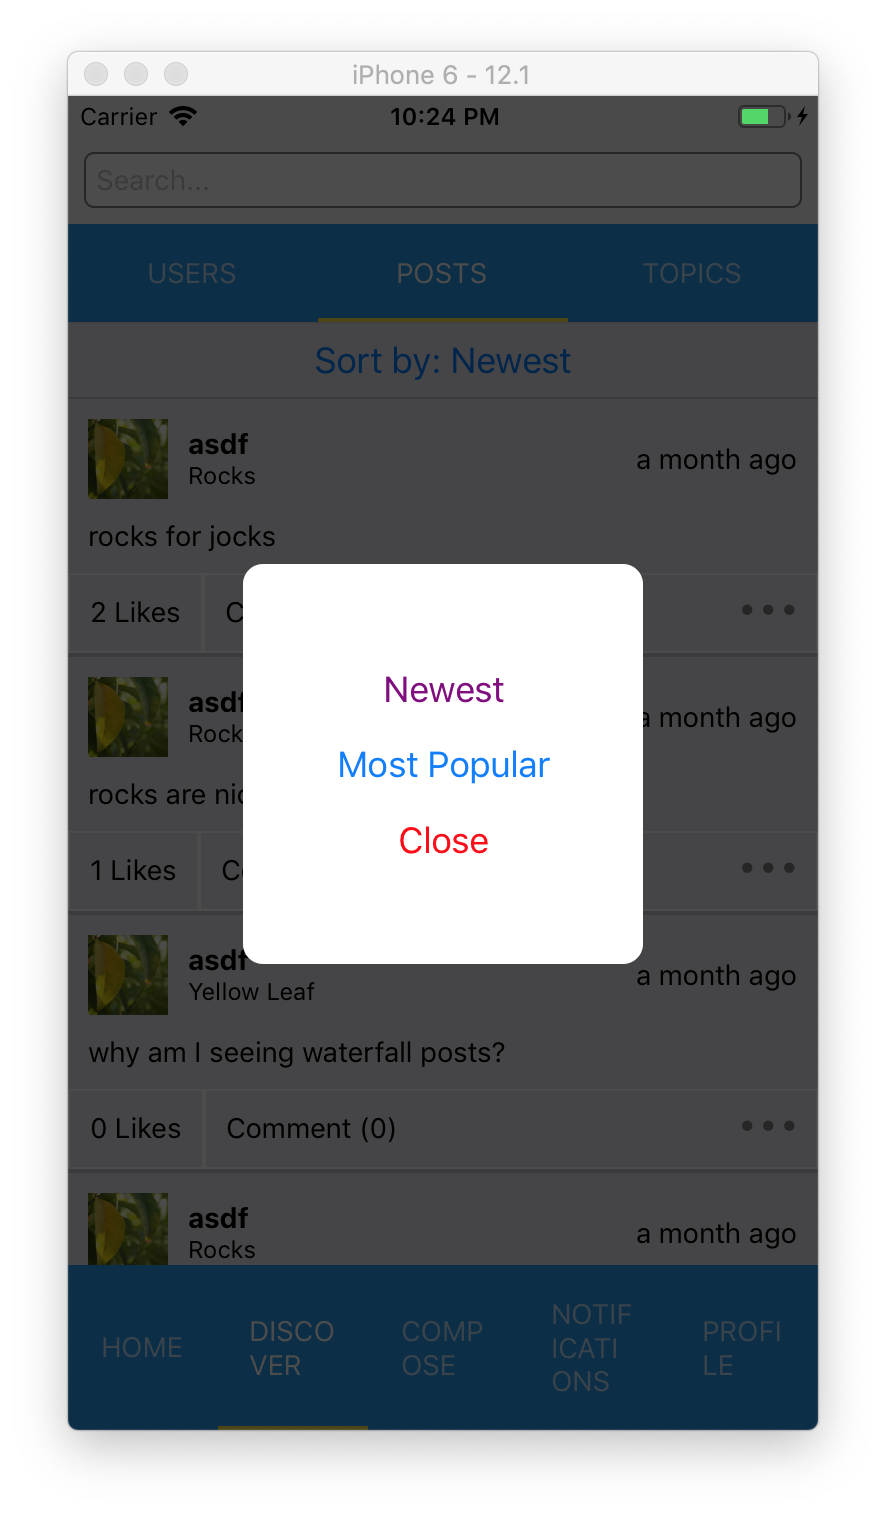 iPhone 6 - 12.1
Carrier 10:24 PM
Search...
USERS POSTS TOPICS
Sort by: Newest
asdf
Rocks
a month ago
rocks for jocks
2 Likes
Newest
Most Popular
Close
asdf
a month ago
rocks are
1 Likes
asdf
Yellow Leaf
a month ago
why am I seeing waterfall posts?
0 Likes Comment (0)
asdf
Rocks
a month ago
HOME
DISCO
VER
COMP
OSE
NOTIF
ICATI
ONS
PROFI
LE